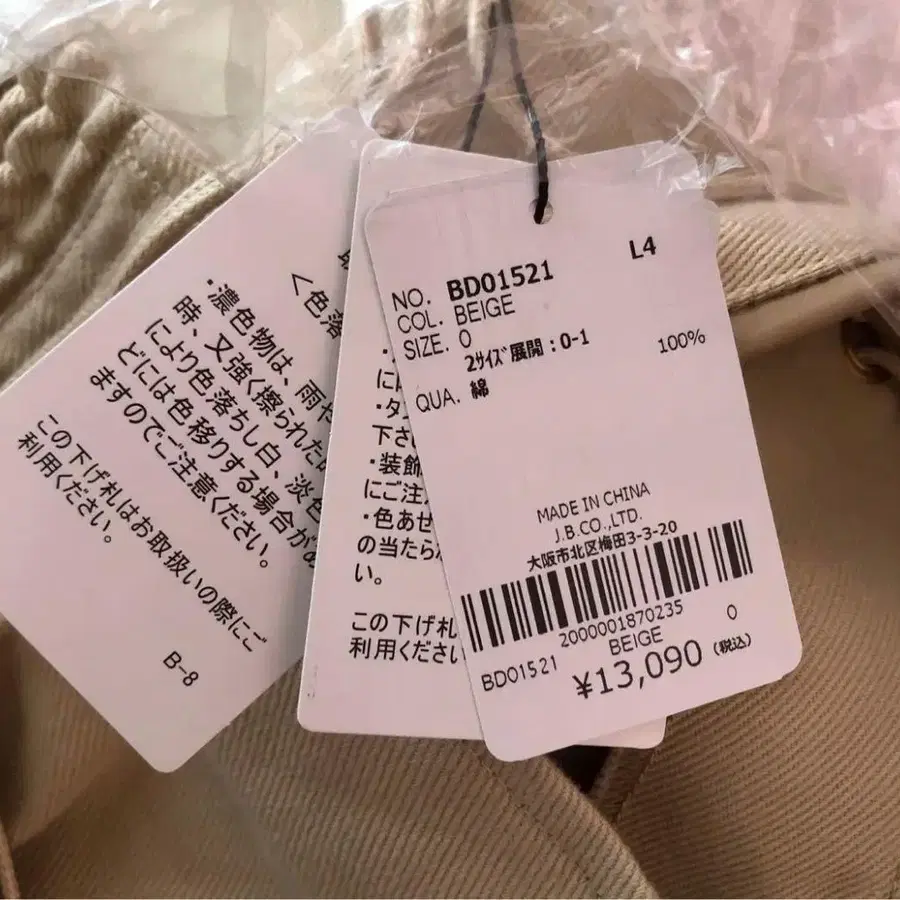 く色落
・濃色物は、雨や
時、又強く擦られた
により色落ちし白、淡色
どには色移りする場合が
ますのでご注意ください。
この下げ札はお取扱いの際にご
利用ください。
B-8
下さい
・装飾
にご注
・色あせ
の当たら
い。
この下げ札
利用ください
L4
NO. BD01521
COL. BEIGE
SIZE. 0
2サイズ展開:0-1
QUA. 綿 100%
MADE IN CHINA
J.B.CO.,LTD.
大阪市北区梅田3-3-20
2000001870235
BD01521 BEIGE 0
¥13,090 (税込)